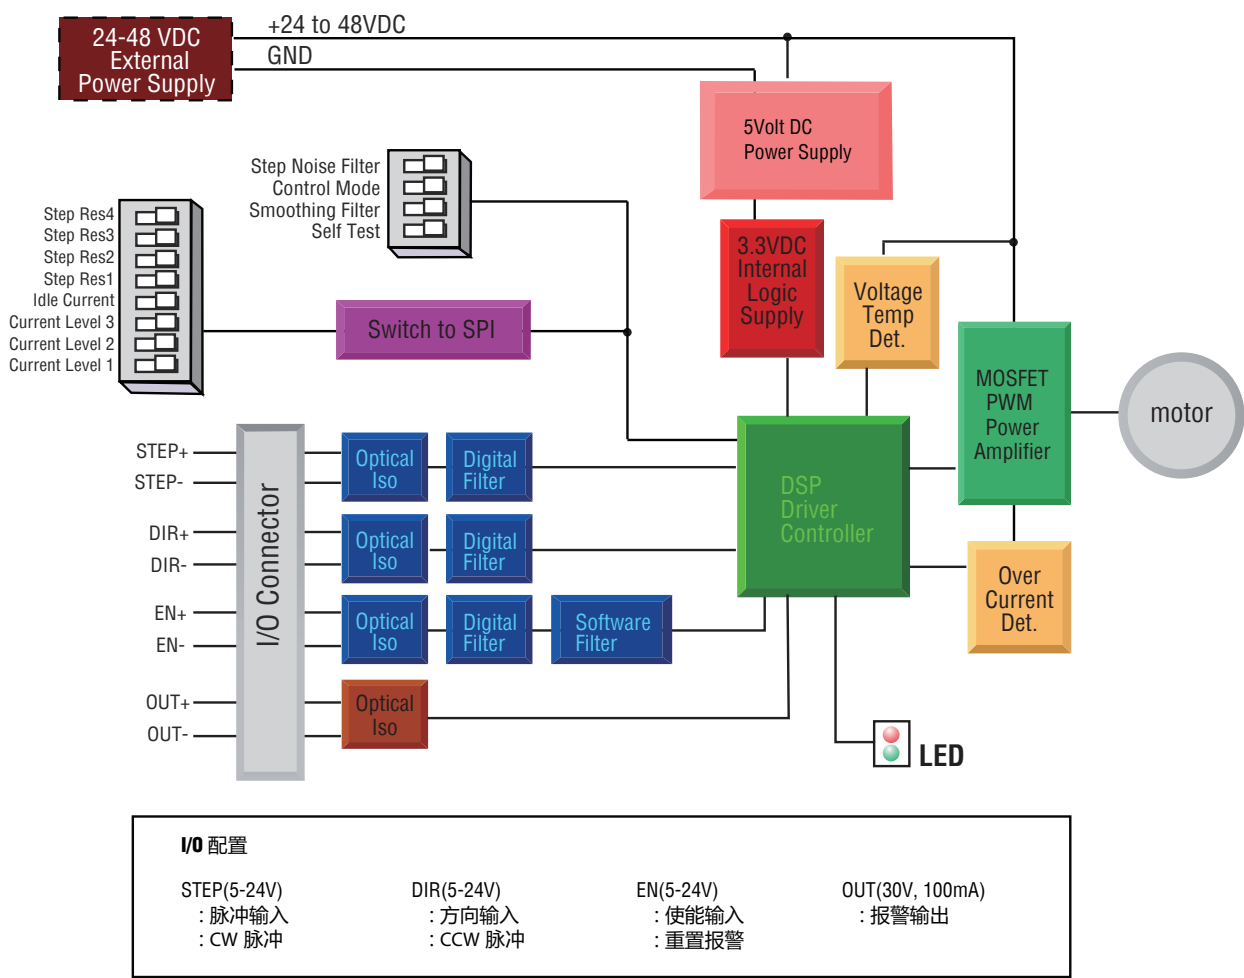 24-48 VDC
External
Power Supply
+24 to 48VDC
GND
5Volt DC
Power Supply
Step Noise Filter
Control Mode
Smoothing Filter
Self Test
Step Res4
Step Res3
Step Res2
Step Res1
Idle Current
Current Level 3
Current Level 2
Current Level 1
Switch to SPI
3.3VDC
Internal
Logic
Supply
Voltage
Temp
Det.
MOSFET
PWM
Power
Amplifier
motor
STEP+
STEP-
DIR+
DIR-
EN+
EN-
OUT+
OUT-
I/O Connector
Optical
Iso
Digital
Filter
Optical
Iso
Digital
Filter
Optical
Iso
Digital
Filter
Software
Filter
Optical
Iso
DSP
Driver
Controller
Over
Current
Det.
LED
I/O 配置
STEP(5-24V)
: 脉冲输入
: CW 脉冲
DIR(5-24V)
: 方向输入
: CCW 脉冲
EN(5-24V)
: 使能输入
: 重置报警
OUT(30V, 100mA)
: 报警输出